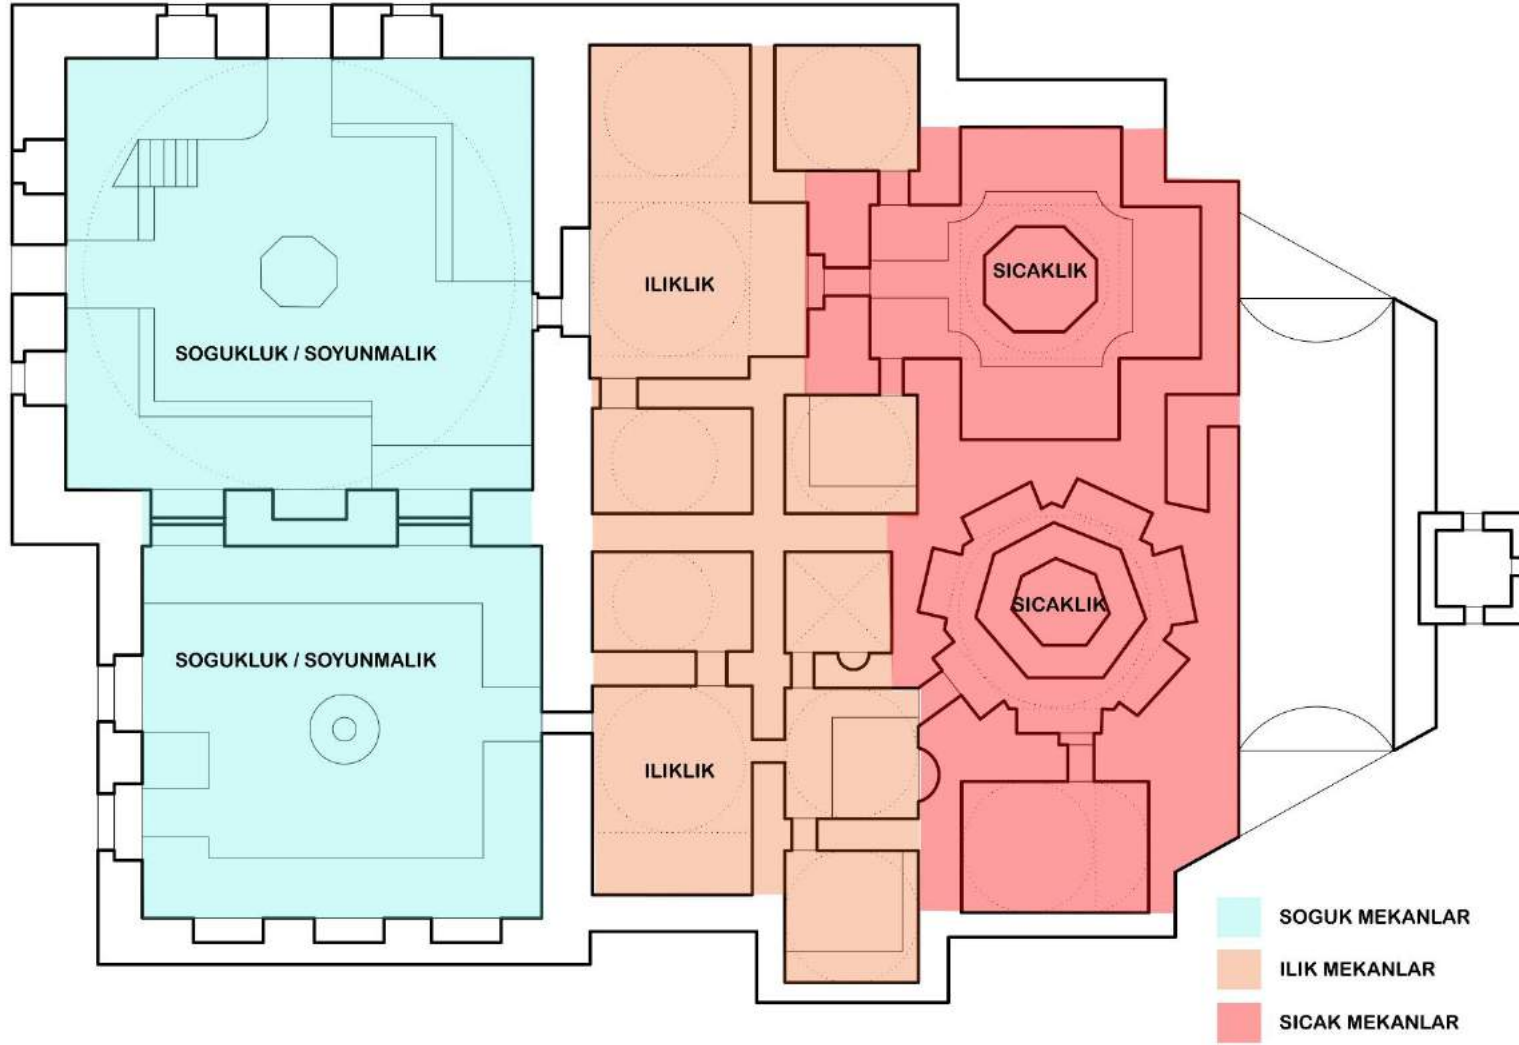 SICAKLIK
ILIKLIK
SOGUKLUK / SOYUNMALIK
SICAKLIK
SOGUKLUK / SOYUNMALIK
ILIKLIK
SOGUK MEKANLAR
ILIK MEKANLAR
SICAK MEKANLAR